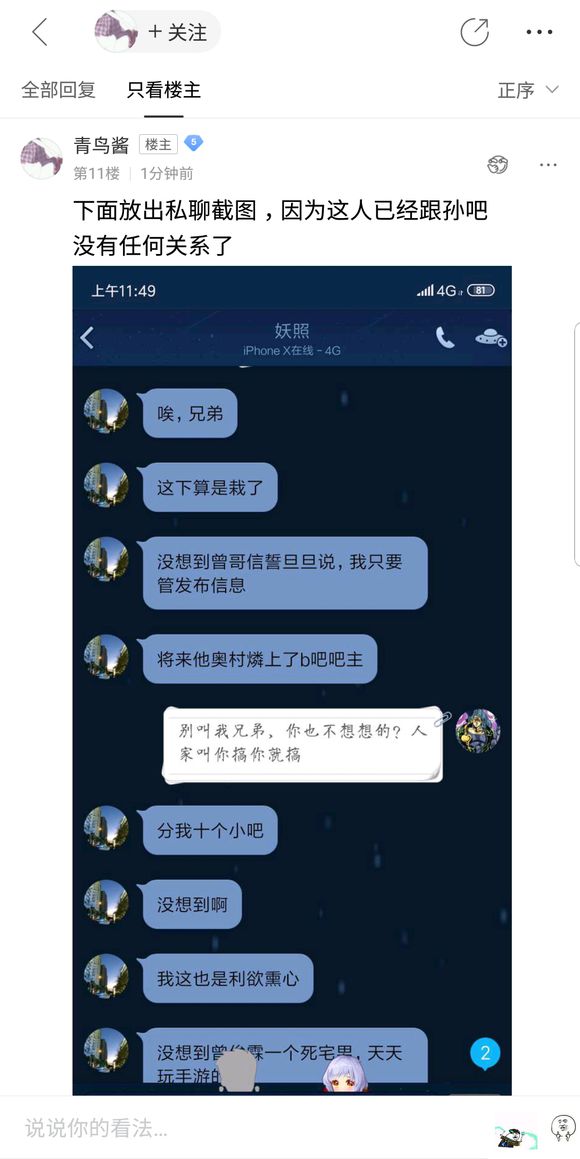 + 关注
全部回复 只看楼主 正序
青鸟酱 楼主 5
第11楼 1分钟前
下面放出私聊截图，因为这人已经跟孙吧
没有任何关系了
上午11:49 4G 81
妖照
iPhone X在线 - 4G
唉，兄弟
这下算是栽了
没想到曾哥信誓旦旦说，我只要
管发布信息
将来他奥村燐上了b吧吧主
别叫我兄弟，你也不想想的？人
家叫你搞你就搞
分我十个小吧
没想到啊
我这也是利欲熏心
没想到曾俊霖一个死宅男，天天
玩手游的
2
说说你的看法...